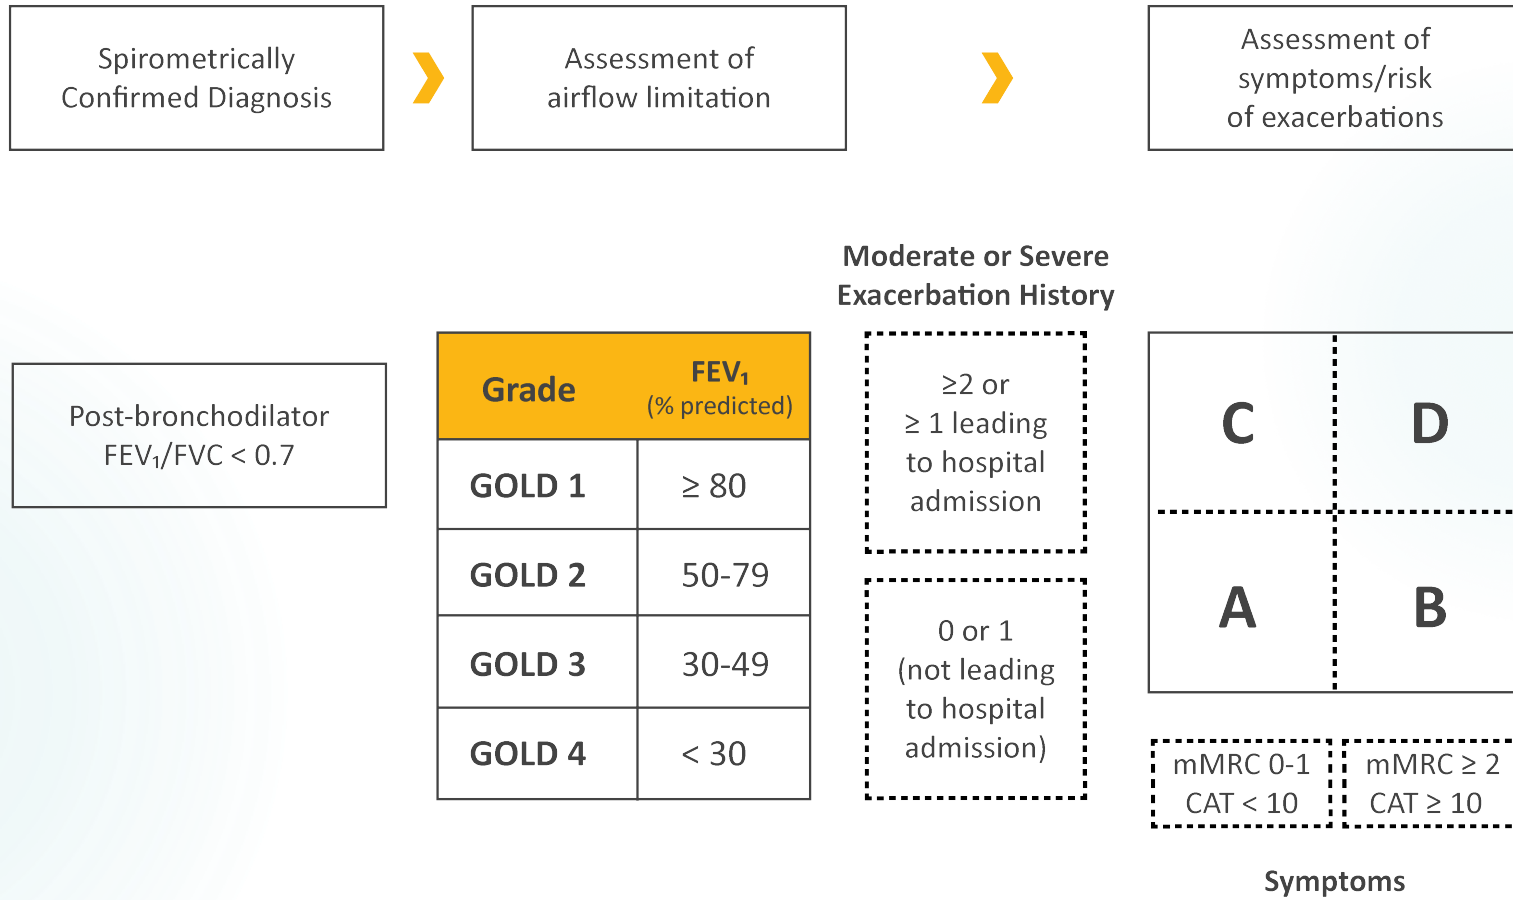 Spirometrically
Confirmed Diagnosis
Assessment of
airflow limitation
Assessment of
symptoms/risk
of exacerbations
Post-bronchodilator
FEV₁/FVC < 0.7
Grade
FEV₁
(% predicted)
GOLD 1
≥ 80
GOLD 2
50-79
GOLD 3
30-49
GOLD 4
< 30
Moderate or Severe
Exacerbation History
≥2 or
≥ 1 leading
to hospital
admission
0 or 1
(not leading
to hospital
admission)
C
D
A
B
mMRC 0-1
CAT < 10
mMRC ≥ 2
CAT ≥ 10
Symptoms